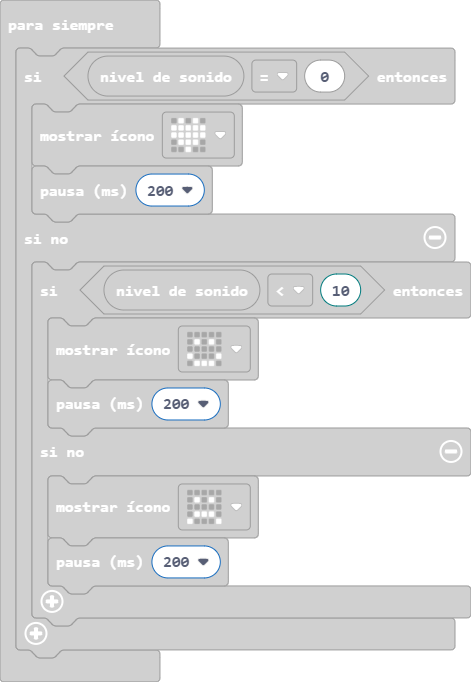 para siempre
si nivel de sonido = 0 entonces
mostrar ícono
pausa (ms) 200
si no
si nivel de sonido < 10 entonces
mostrar ícono
pausa (ms) 200
si no
mostrar ícono
pausa (ms) 200